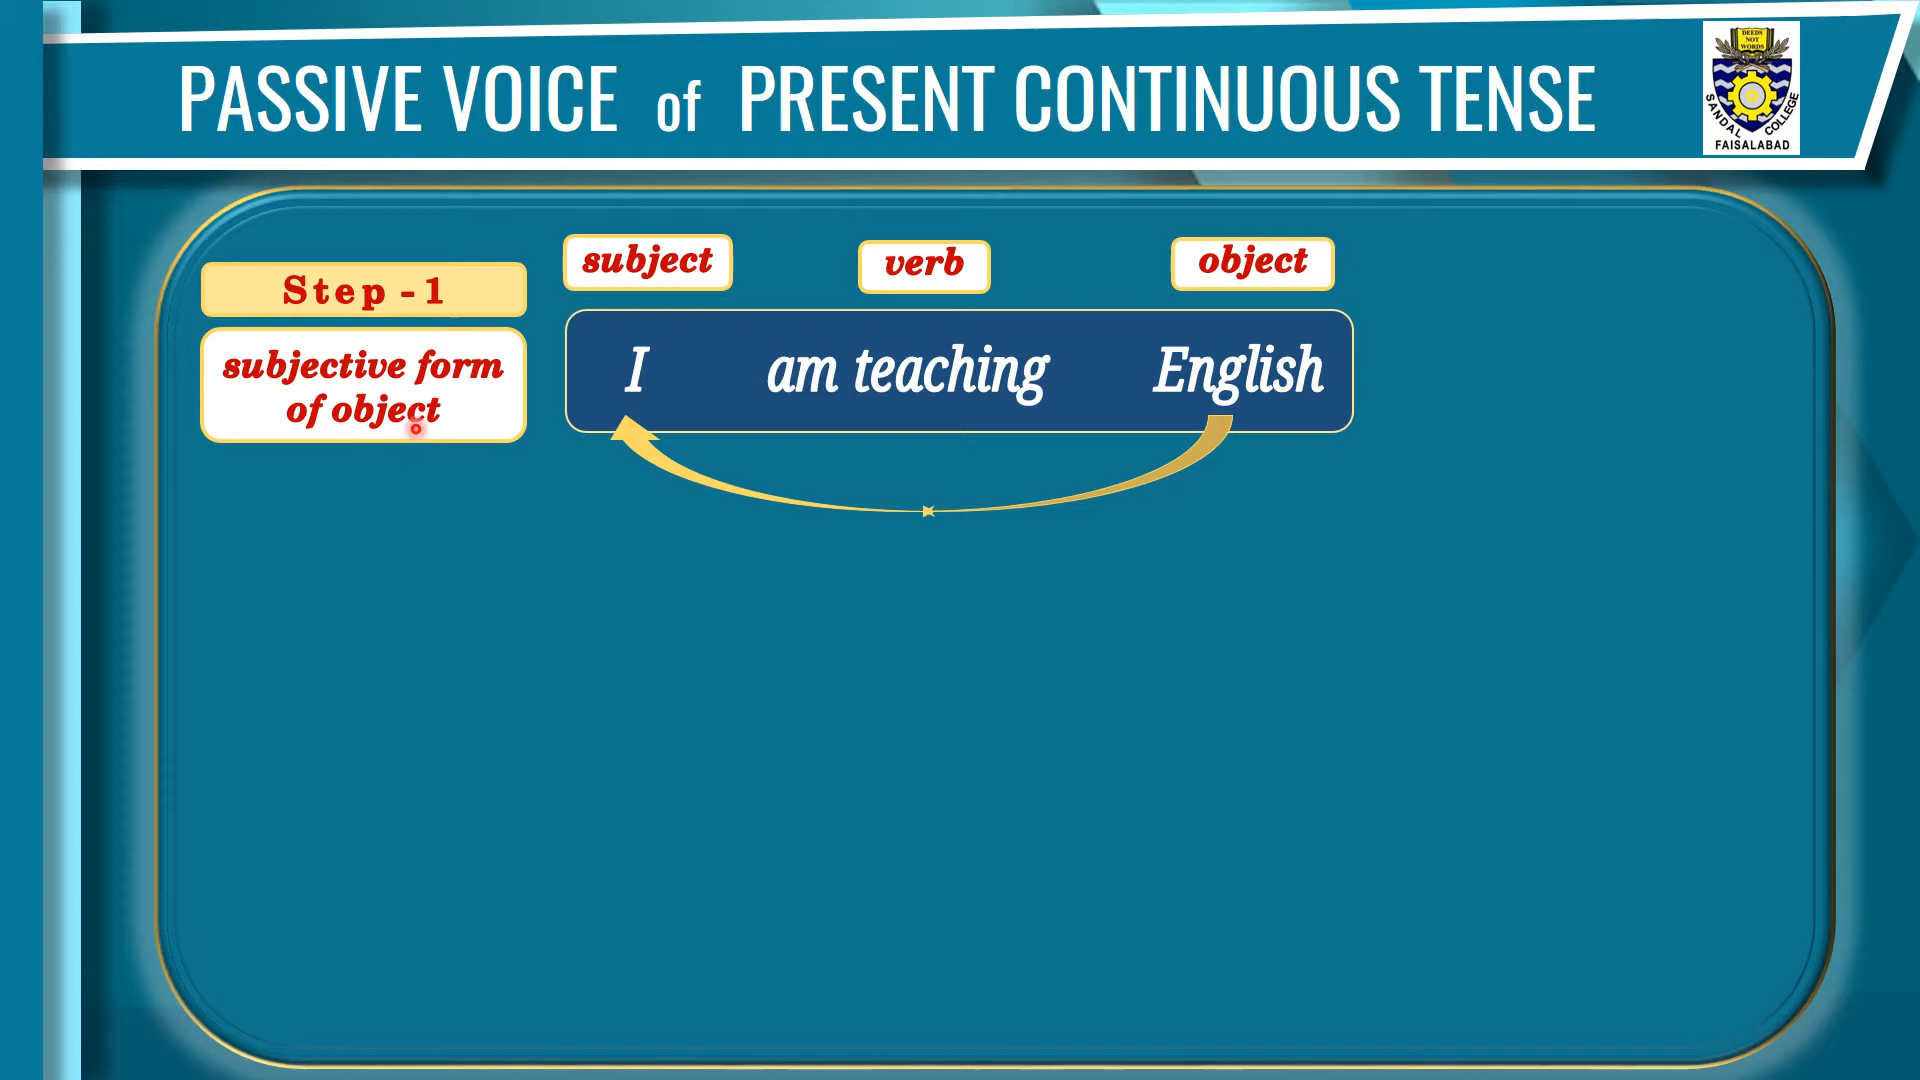 PASSIVE VOICE of PRESENT CONTINUOUS TENSE
DEEDS
NOT
WORDS
SANDAL COLLEGE
FAISALABAD
subject verb object
Step - 1
subjective form
of object
I am teaching English